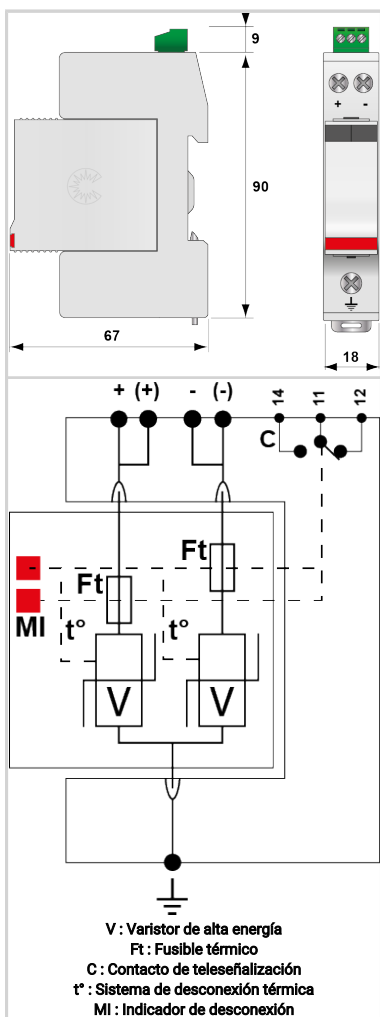 9
90
+ -
67
18
+ (+) - (-) 14 11 12
C
Ft
Ft
-
MI
t°
t°
V
V
V : Varistor de alta energía
Ft : Fusible térmico
C : Contacto de teleseñalización
t° : Sistema de desconexión térmica
MI : Indicador de desconexión